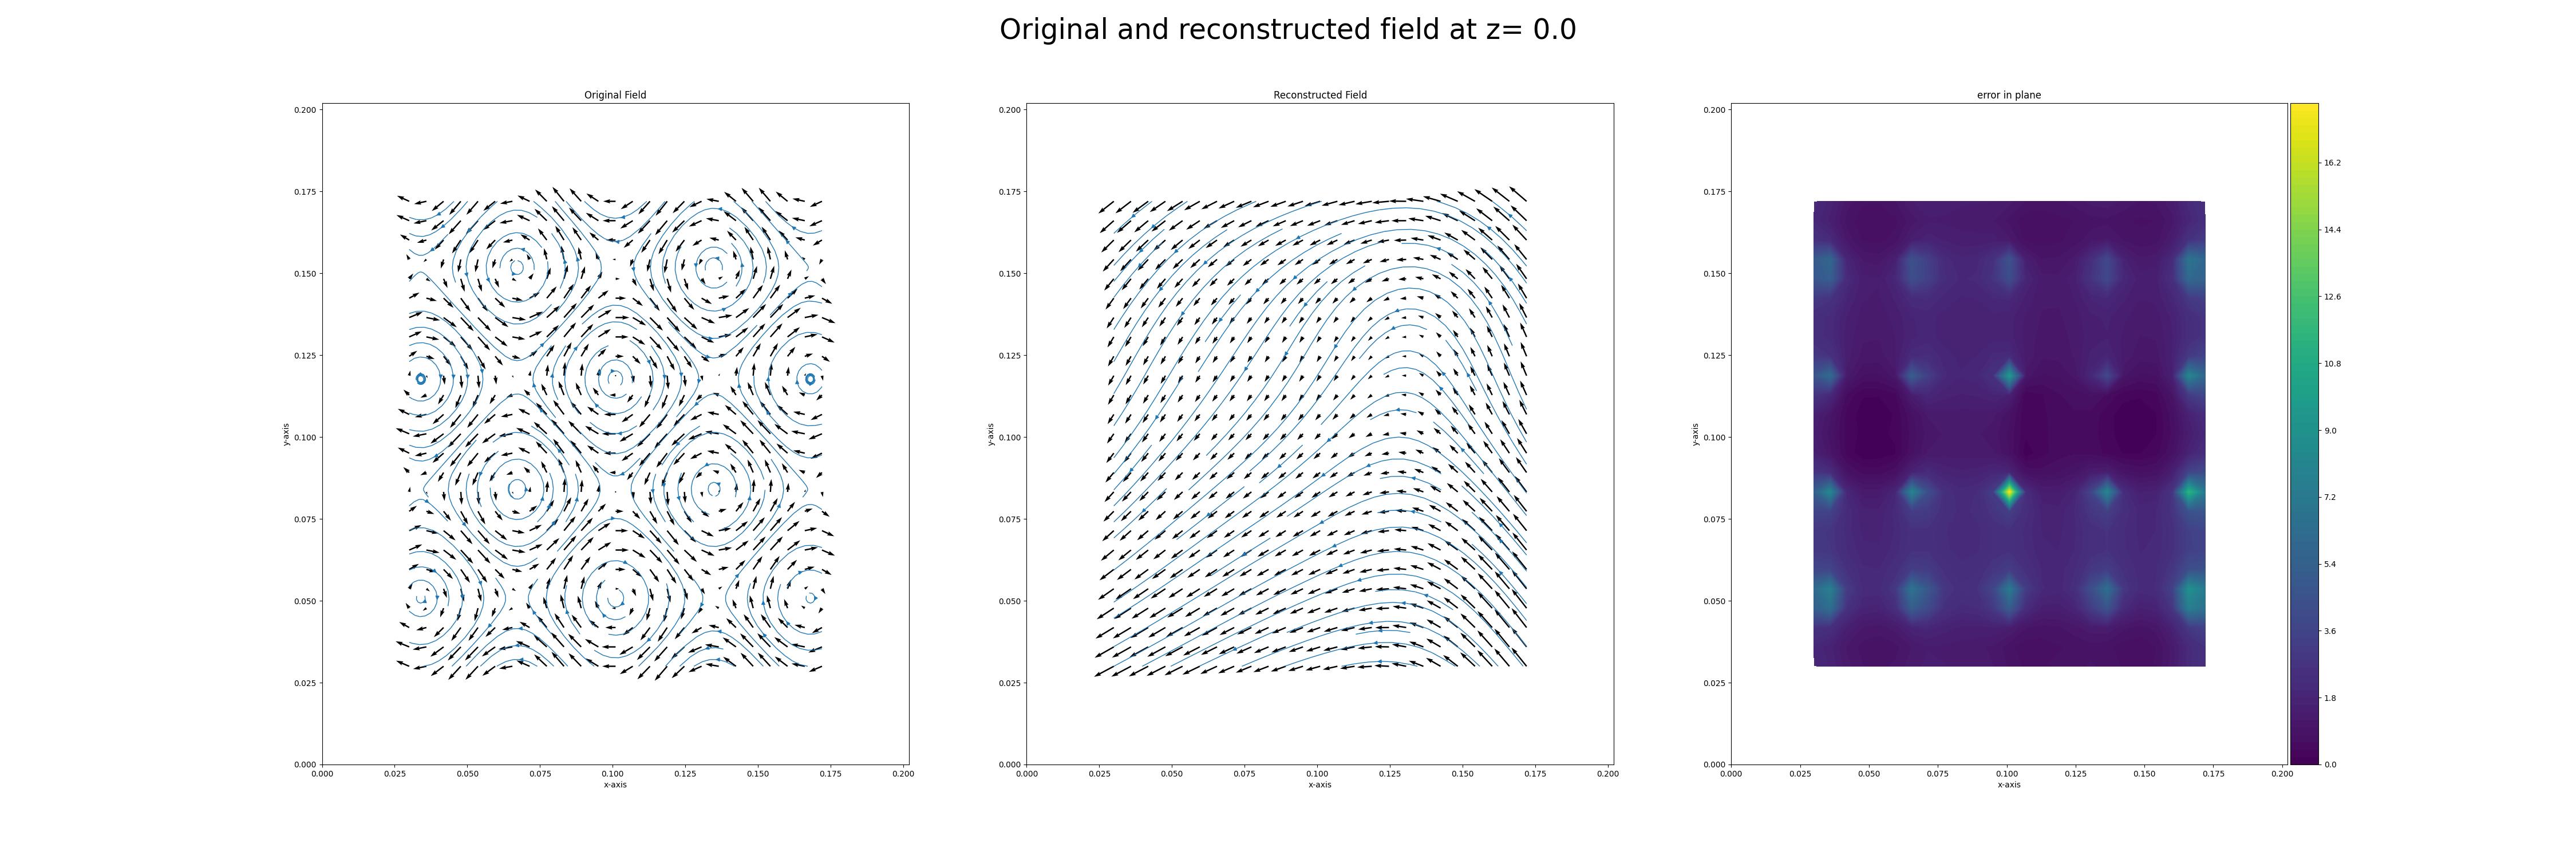 Original and reconstructed field at z= 0.0
Original Field
0.200
0.175
0.150
0.125
0.100
0.075
0.050
0.025
0.000
y-axis
0.000 0.025 0.050 0.075 0.100 0.125 0.150 0.175 0.200
x-axis
Reconstructed Field
0.200
0.175
0.150
0.125
0.100
0.075
0.050
0.025
0.000
y-axis
0.000 0.025 0.050 0.075 0.100 0.125 0.150 0.175 0.200
x-axis
error in plane
0.200
0.175
0.150
0.125
0.100
0.075
0.050
0.025
0.000
y-axis
0.000 0.025 0.050 0.075 0.100 0.125 0.150 0.175 0.200
x-axis
16.2
14.4
12.6
10.8
9.0
7.2
5.4
3.6
1.8
0.0